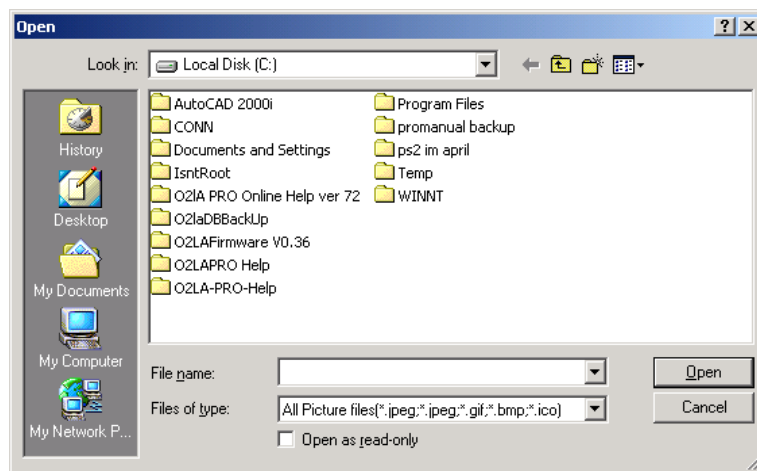 Open
Look in:
Local Disk (C:)
History
Desktop
My Documents
My Computer
My Network P...
AutoCAD 2000i
CONN
Documents and Settings
IsntRoot
O2lA PRO Online Help ver 72
O2laDBBackUp
O2LAFirmware V0.36
O2LAPRO Help
O2LA-PRO-Help
Program Files
promanual backup
ps2 im april
Temp
WINNT
File name:
Open
Files of type:
All Picture files(*.jpeg;*.jpeg;*.gif;*.bmp;*.ico)
Cancel
Open as read-only